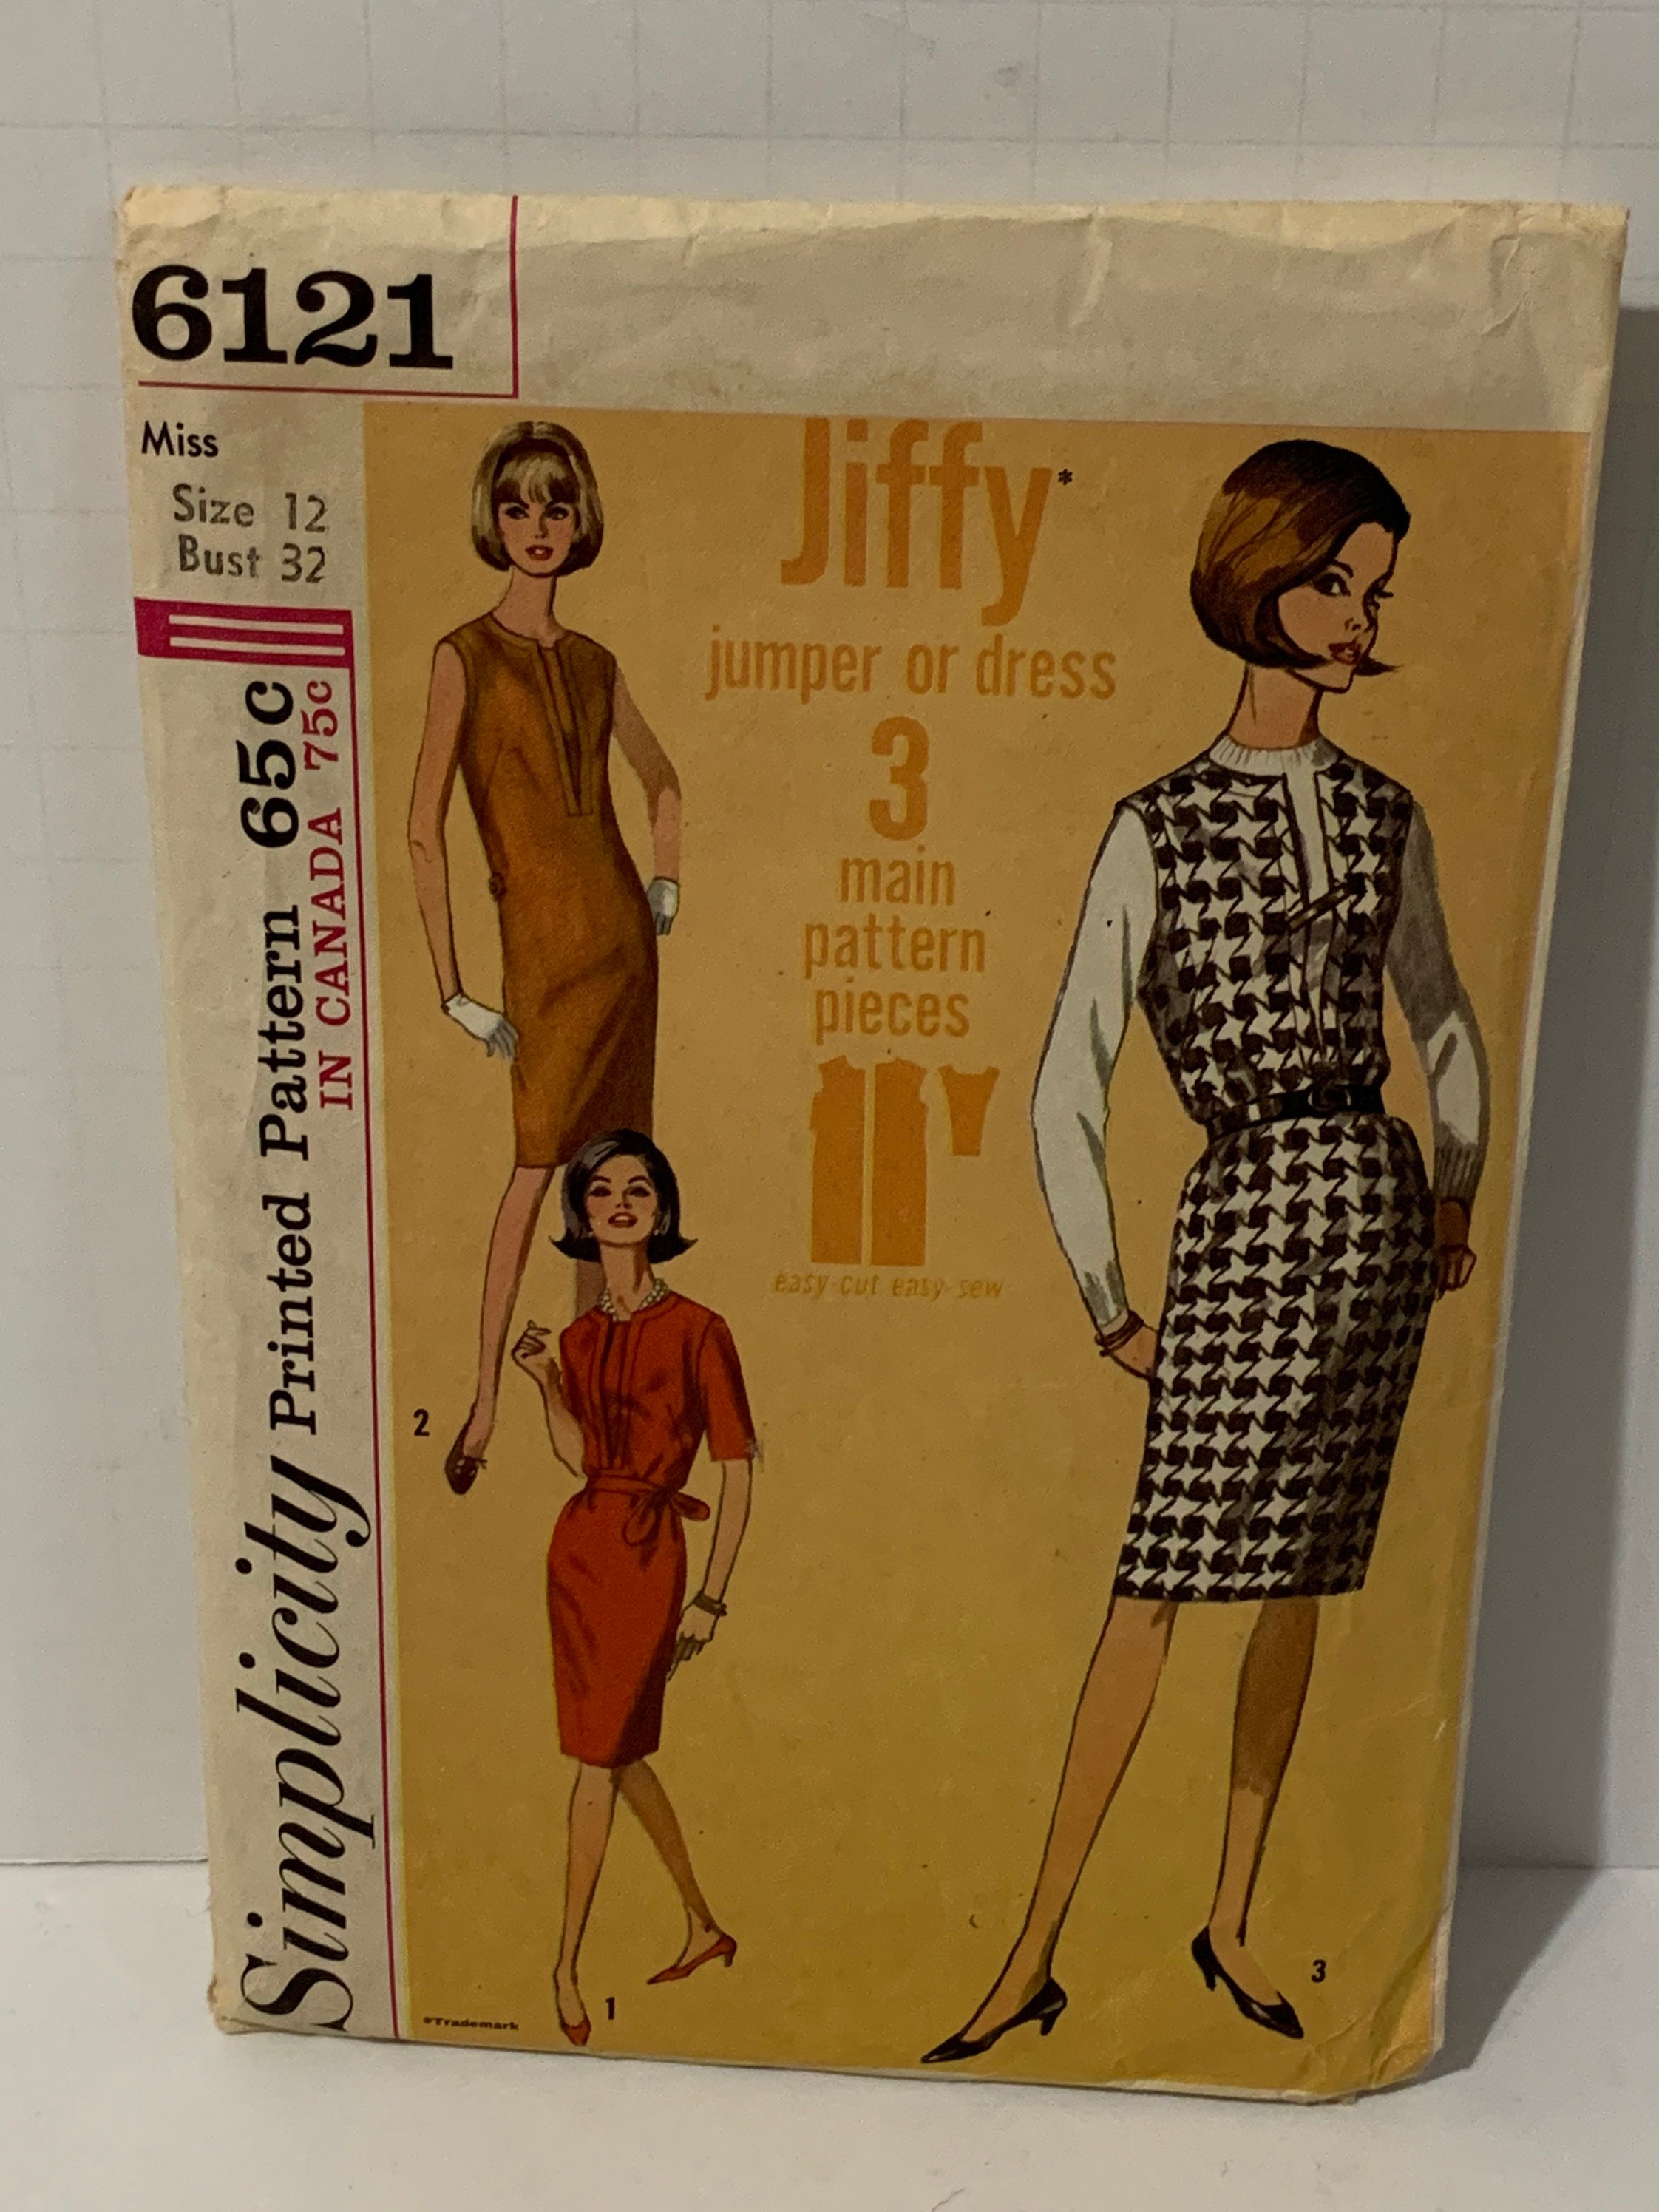 6121
Miss
Size 12
Bust 32
Simplicity Printed Pattern 65c
IN CANADA 75c
Jiffy*
jumper or dress
3
main
pattern
pieces
easy-cut easy-sew
2
1
3
*Trademark